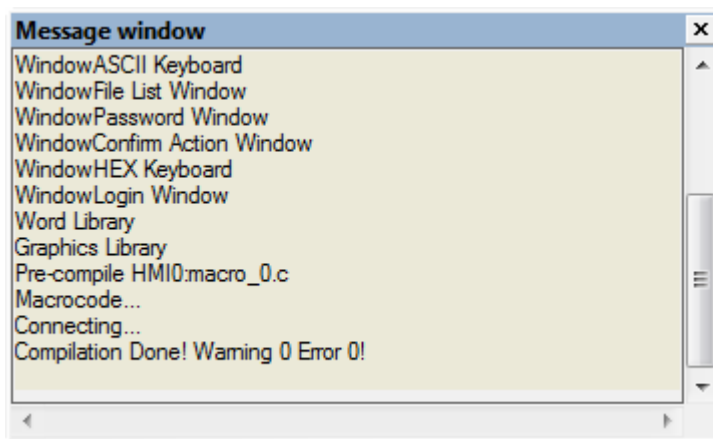 Message window
WindowASCII Keyboard
WindowFile List Window
WindowPassword Window
WindowConfirm Action Window
WindowHEX Keyboard
WindowLogin Window
Word Library
Graphics Library
Pre-compile HMI0:macro_0.c
Macrocode...
Connecting...
Compilation Done! Warning 0 Error 0!